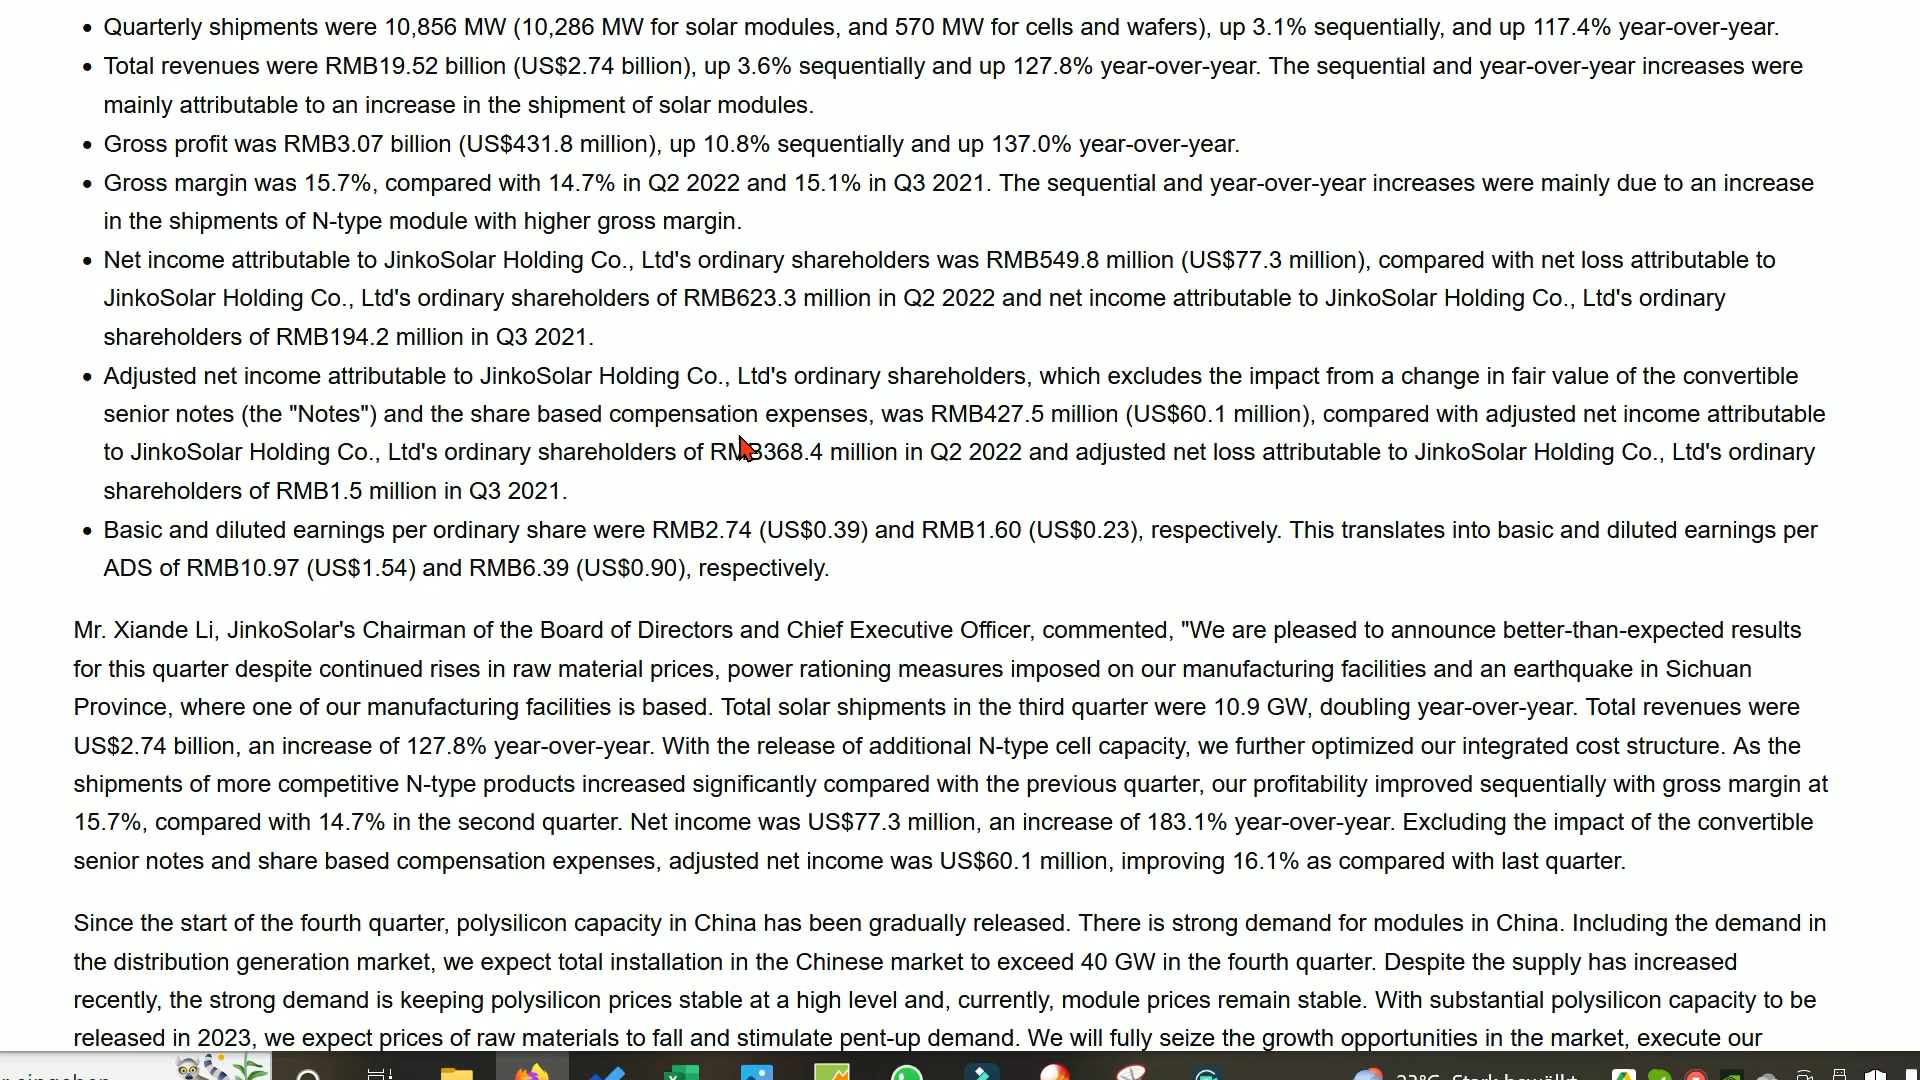 Quarterly shipments were 10,856 MW (10,286 MW for solar modules, and 570 MW for cells and wafers), up 3.1% sequentially, and up 117.4% year-over-year.
Total revenues were RMB19.52 billion (US$2.74 billion), up 3.6% sequentially and up 127.8% year-over-year. The sequential and year-over-year increases were
mainly attributable to an increase in the shipment of solar modules.
Gross profit was RMB3.07 billion (US$431.8 million), up 10.8% sequentially and up 137.0% year-over-year.
Gross margin was 15.7%, compared with 14.7% in Q2 2022 and 15.1% in Q3 2021. The sequential and year-over-year increases were mainly due to an increase
in the shipments of N-type module with higher gross margin.
Net income attributable to JinkoSolar Holding Co., Ltd's ordinary shareholders was RMB549.8 million (US$77.3 million), compared with net loss attributable to
JinkoSolar Holding Co., Ltd's ordinary shareholders of RMB623.3 million in Q2 2022 and net income attributable to JinkoSolar Holding Co., Ltd's ordinary
shareholders of RMB194.2 million in Q3 2021.
Adjusted net income attributable to JinkoSolar Holding Co., Ltd's ordinary shareholders, which excludes the impact from a change in fair value of the convertible
senior notes (the "Notes") and the share based compensation expenses, was RMB427.5 million (US$60.1 million), compared with adjusted net income attributable
to JinkoSolar Holding Co., Ltd's ordinary shareholders of RMB368.4 million in Q2 2022 and adjusted net loss attributable to JinkoSolar Holding Co., Ltd's ordinary
shareholders of RMB1.5 million in Q3 2021.
Basic and diluted earnings per ordinary share were RMB2.74 (US$0.39) and RMB1.60 (US$0.23), respectively. This translates into basic and diluted earnings per
ADS of RMB10.97 (US$1.54) and RMB6.39 (US$0.90), respectively.
Mr. Xiande Li, JinkoSolar's Chairman of the Board of Directors and Chief Executive Officer, commented, "We are pleased to announce better-than-expected results
for this quarter despite continued rises in raw material prices, power rationing measures imposed on our manufacturing facilities and an earthquake in Sichuan
Province, where one of our manufacturing facilities is based. Total solar shipments in the third quarter were 10.9 GW, doubling year-over-year. Total revenues were
US$2.74 billion, an increase of 127.8% year-over-year. With the release of additional N-type cell capacity, we further optimized our integrated cost structure. As the
shipments of more competitive N-type products increased significantly compared with the previous quarter, our profitability improved sequentially with gross margin at
15.7%, compared with 14.7% in the second quarter. Net income was US$77.3 million, an increase of 183.1% year-over-year. Excluding the impact of the convertible
senior notes and share based compensation expenses, adjusted net income was US$60.1 million, improving 16.1% as compared with last quarter.
Since the start of the fourth quarter, polysilicon capacity in China has been gradually released. There is strong demand for modules in China. Including the demand in
the distribution generation market, we expect total installation in the Chinese market to exceed 40 GW in the fourth quarter. Despite the supply has increased
recently, the strong demand is keeping polysilicon prices stable at a high level and, currently, module prices remain stable. With substantial polysilicon capacity to be
released in 2023, we expect prices of raw materials to fall and stimulate pent-up demand. We will fully seize the growth opportunities in the market, execute our